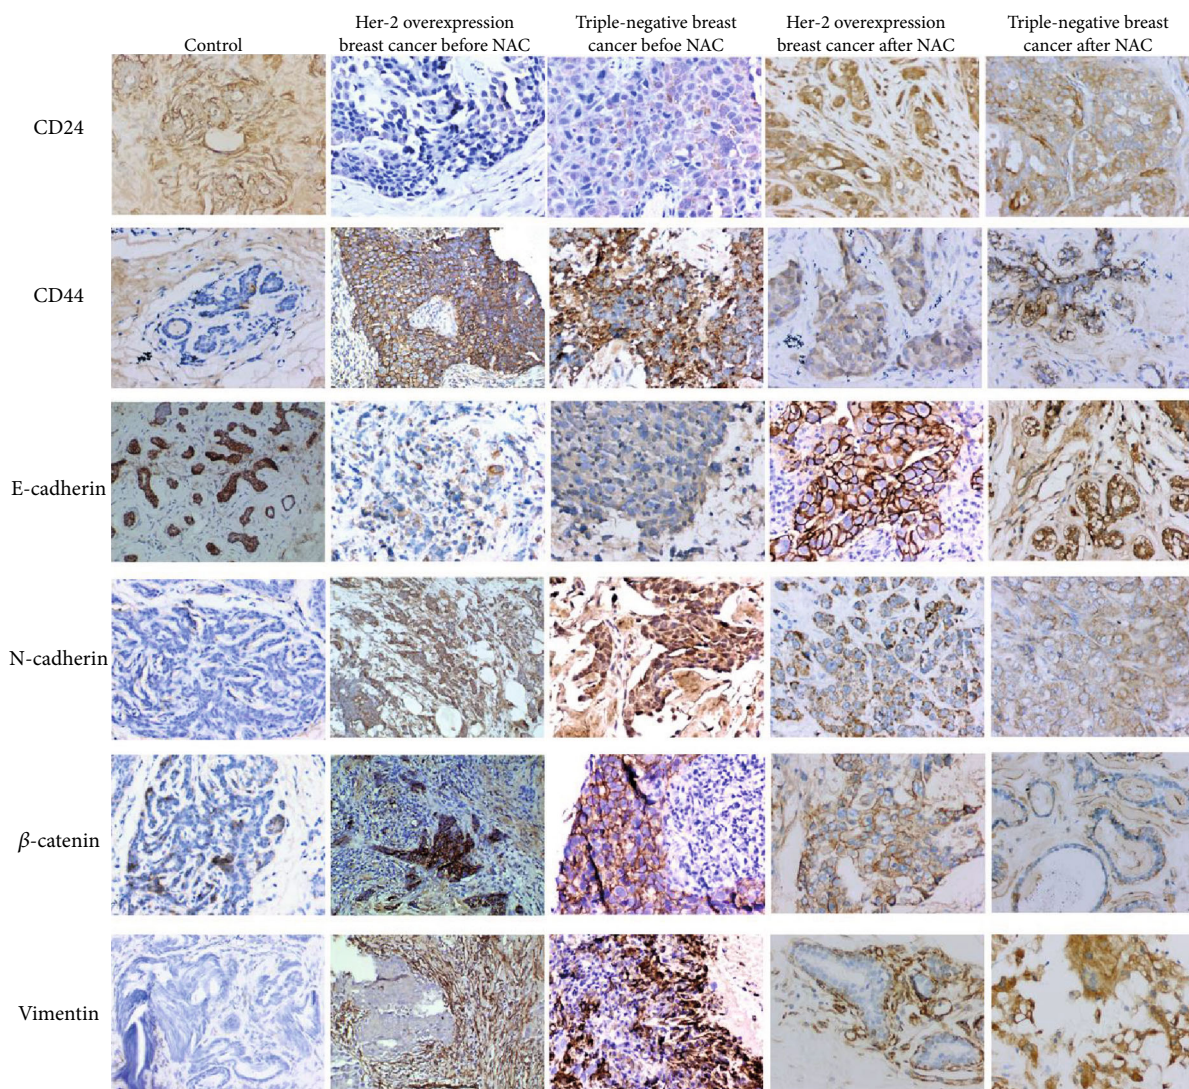 Control
Her-2 overexpression
breast cancer before NAC
Triple-negative breast
cancer befoe NAC
Her-2 overexpression
breast cancer after NAC
Triple-negative breast
cancer after NAC
CD24
CD44
E-cadherin
N-cadherin
β-catenin
Vimentin